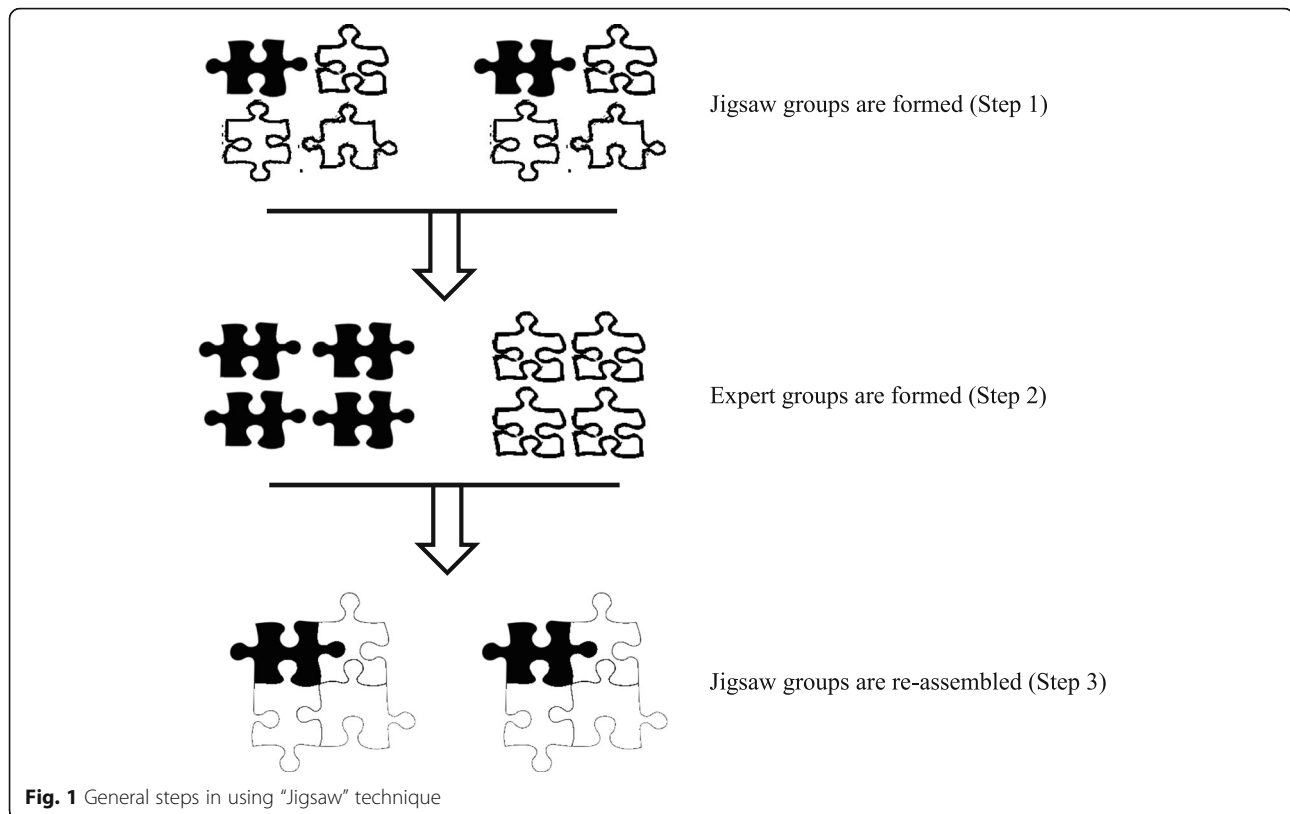 Jigsaw groups are formed (Step 1)
Expert groups are formed (Step 2)
Jigsaw groups are re-assembled (Step 3)
Fig. 1 General steps in using “Jigsaw” technique